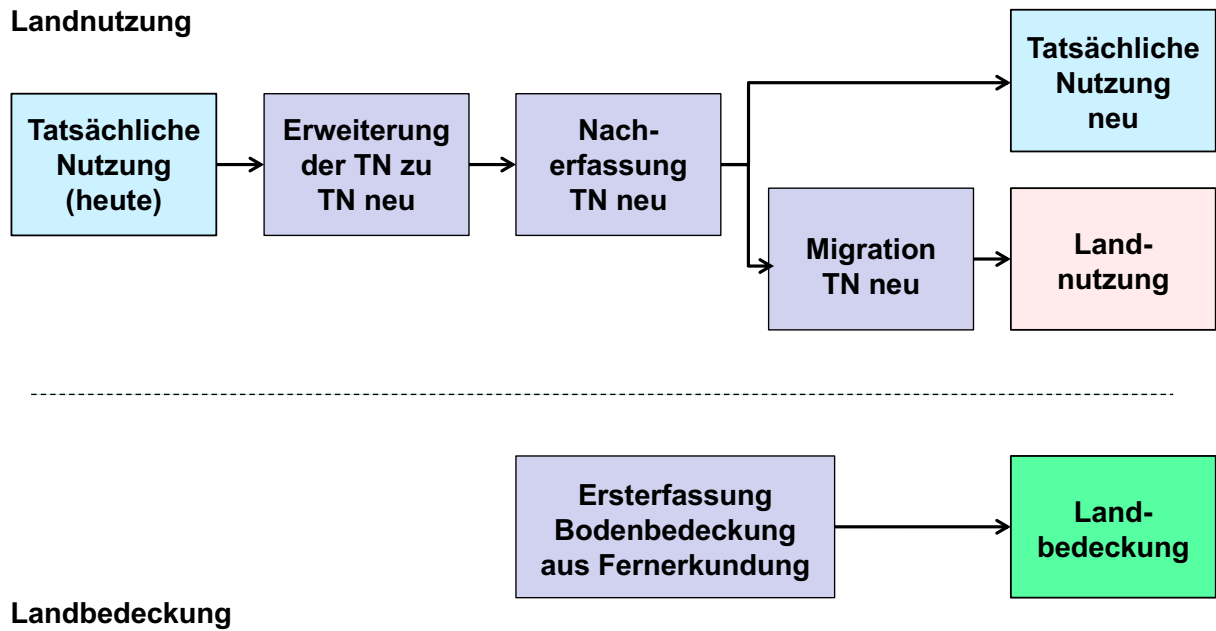 Landnutzung
Tatsächliche
Nutzung
(heute)
Erweiterung
der TN zu
TN neu
Nach-
erfassung
TN neu
Tatsächliche
Nutzung
neu
Migration
TN neu
Land-
nutzung
Ersterfassung
Bodenbedeckung
aus Fernerkundung
Land-
bedeckung
Landbedeckung